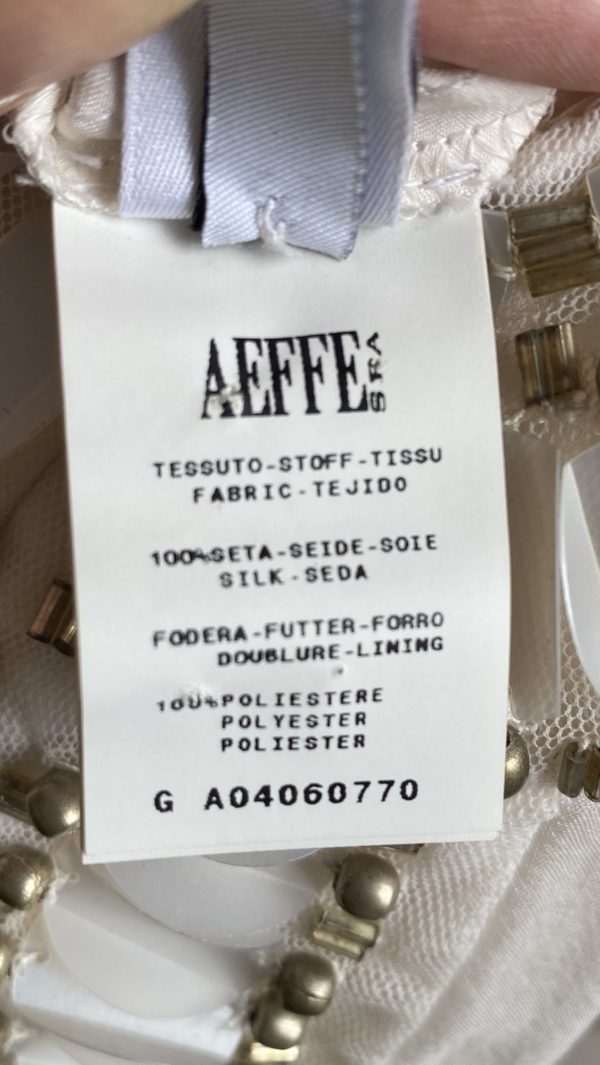 AEFFE SPA
TESSUTO-STOFF-TISSU
FABRIC-TEJIDO
100%SETA-SEIDE-SOIE
SILK-SEDA
FODERA-FUTTER-FORRO
DOUBLURE-LINING
100%POLIESTERE
POLYESTER
POLIESTER
G A04060770